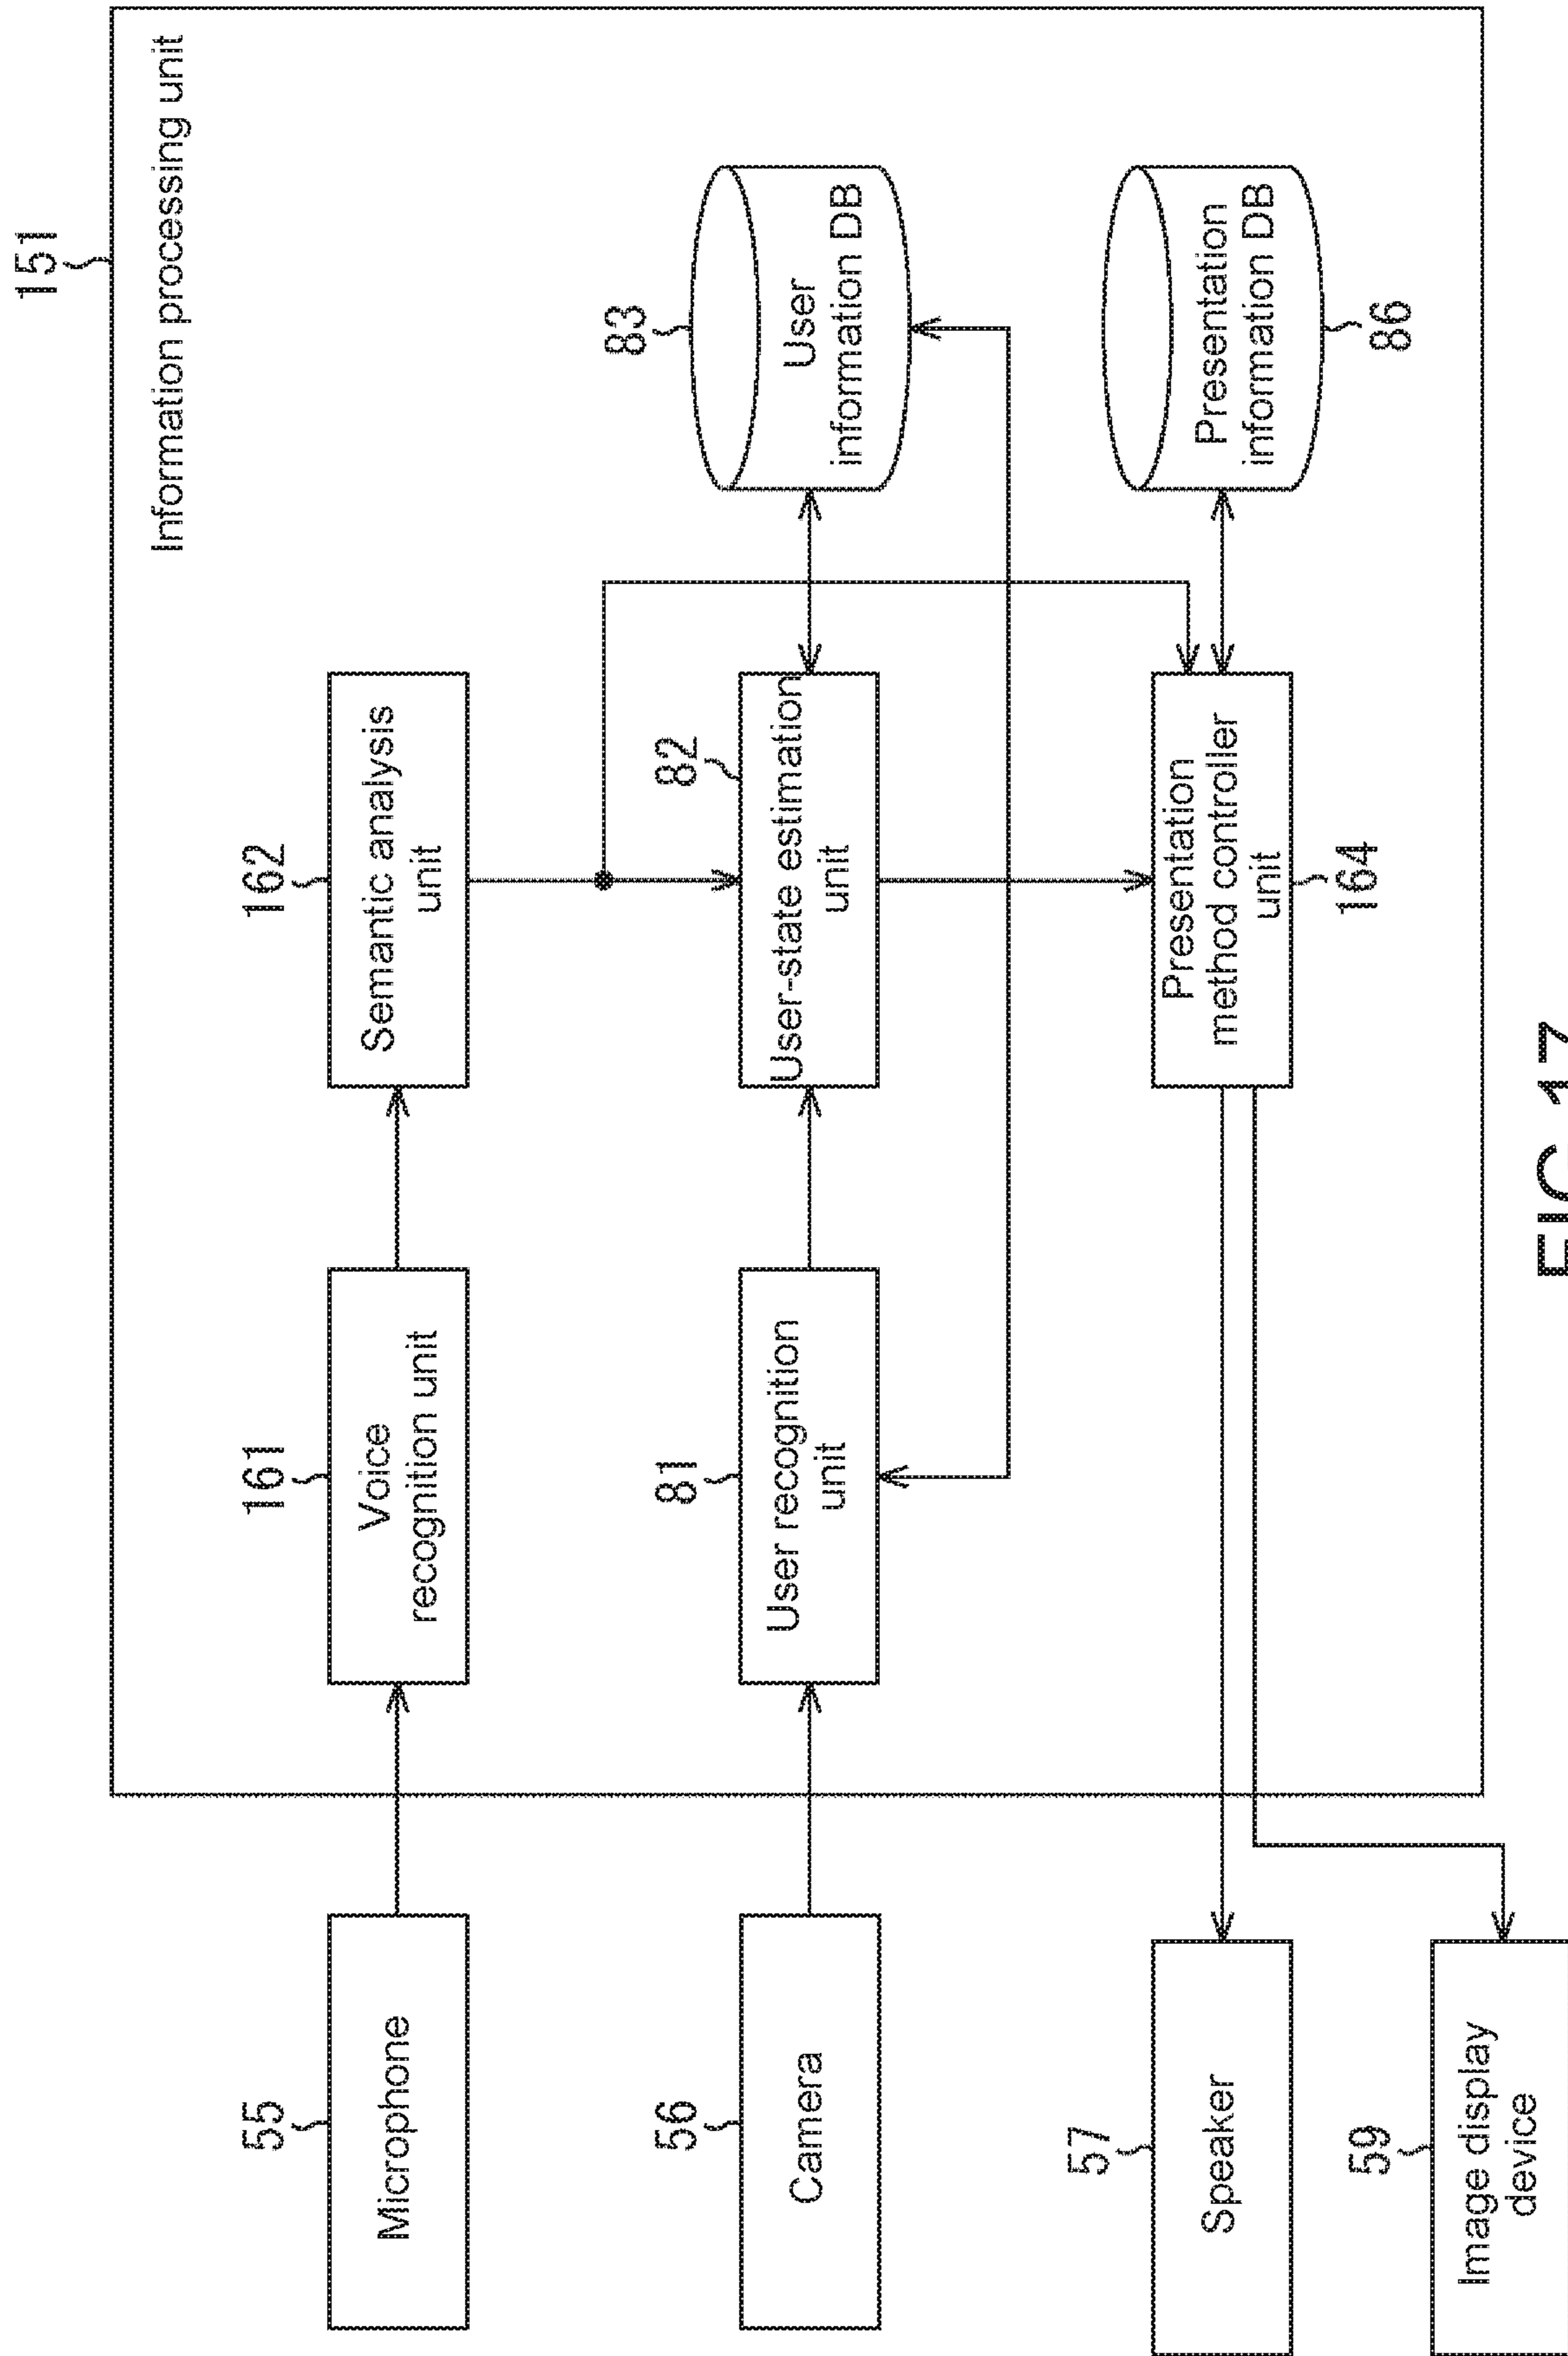 151
Information processing unit
55
Microphone
161
Voice
recognition unit
162
Semantic analysis
unit
56
Camera
81
User recognition
unit
82
User-state estimation
unit
83
User
information DB
57
Speaker
Presentation
method controller
unit
164
Presentation
information DB
86
59
Image display
device
FIG.17